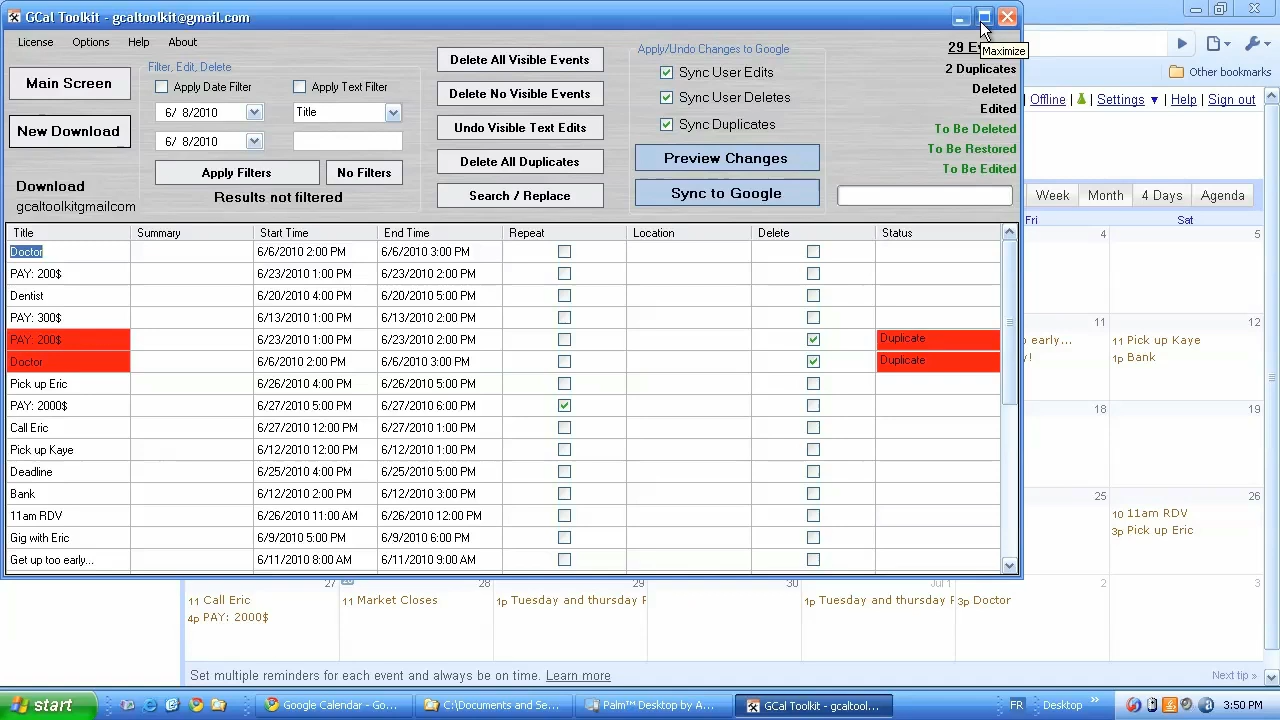 GCal Toolkit - gcaltoolkit@gmail.com
License Options Help About
Main Screen
New Download
Download
gcaltoolkitgmailcom
Filter, Edit, Delete
Apply Date Filter Apply Text Filter
6/ 8/2010 Title
6/ 8/2010
Apply Filters No Filters
Results not filtered
Delete All Visible Events
Delete No Visible Events
Undo Visible Text Edits
Delete All Duplicates
Search / Replace
Apply/Undo Changes to Google
Sync User Edits
Sync User Deletes
Sync Duplicates
Preview Changes
Sync to Google
Maximize
2 Duplicates
Deleted
Edited
To Be Deleted
To Be Restored
To Be Edited
Title Summary Start Time End Time Repeat Location Delete Status
Doctor 6/6/2010 2:00 PM 6/6/2010 3:00 PM
PAY: 200$ 6/23/2010 1:00 PM 6/23/2010 2:00 PM
Dentist 6/20/2010 4:00 PM 6/20/2010 5:00 PM
PAY: 300$ 6/13/2010 1:00 PM 6/13/2010 2:00 PM
PAY: 200$ 6/23/2010 1:00 PM 6/23/2010 2:00 PM Duplicate
Doctor 6/6/2010 2:00 PM 6/6/2010 3:00 PM Duplicate
Pick up Eric 6/26/2010 4:00 PM 6/26/2010 5:00 PM
PAY: 2000$ 6/27/2010 5:00 PM 6/27/2010 6:00 PM
Call Eric 6/27/2010 12:00 PM 6/27/2010 1:00 PM
Pick up Kaye 6/12/2010 12:00 PM 6/12/2010 1:00 PM
Deadline 6/25/2010 4:00 PM 6/25/2010 5:00 PM
Bank 6/12/2010 2:00 PM 6/12/2010 3:00 PM
11am RDV 6/26/2010 11:00 AM 6/26/2010 12:00 PM
Gig with Eric 6/9/2010 5:00 PM 6/9/2010 6:00 PM
Get up too early... 6/11/2010 9:00 AM 6/11/2010 9:00 AM
Other bookmarks
Offline | Settings ▼ | Help | Sign out
Week Month 4 Days Agenda
Fri Sat
4 5
11 12
early... 11 Pick up Kaye
1p Bank
18 19
25 26
10 11am RDV
3p Pick up Eric
27 28 29 30 Jul 1 2 3
11 Call Eric 11 Market Closes 1p Tuesday and thursday 1p Tuesday and thursday 3p Doctor
4p PAY: 2000$
Set multiple reminders for each event and always be on time. Learn more
Next tip »
start GoogleCalendar - Go... C:\Documents and Se... Palm™ Desktop by A... GCal Toolkit - gcaltool... FR Desktop » 3:50 PM